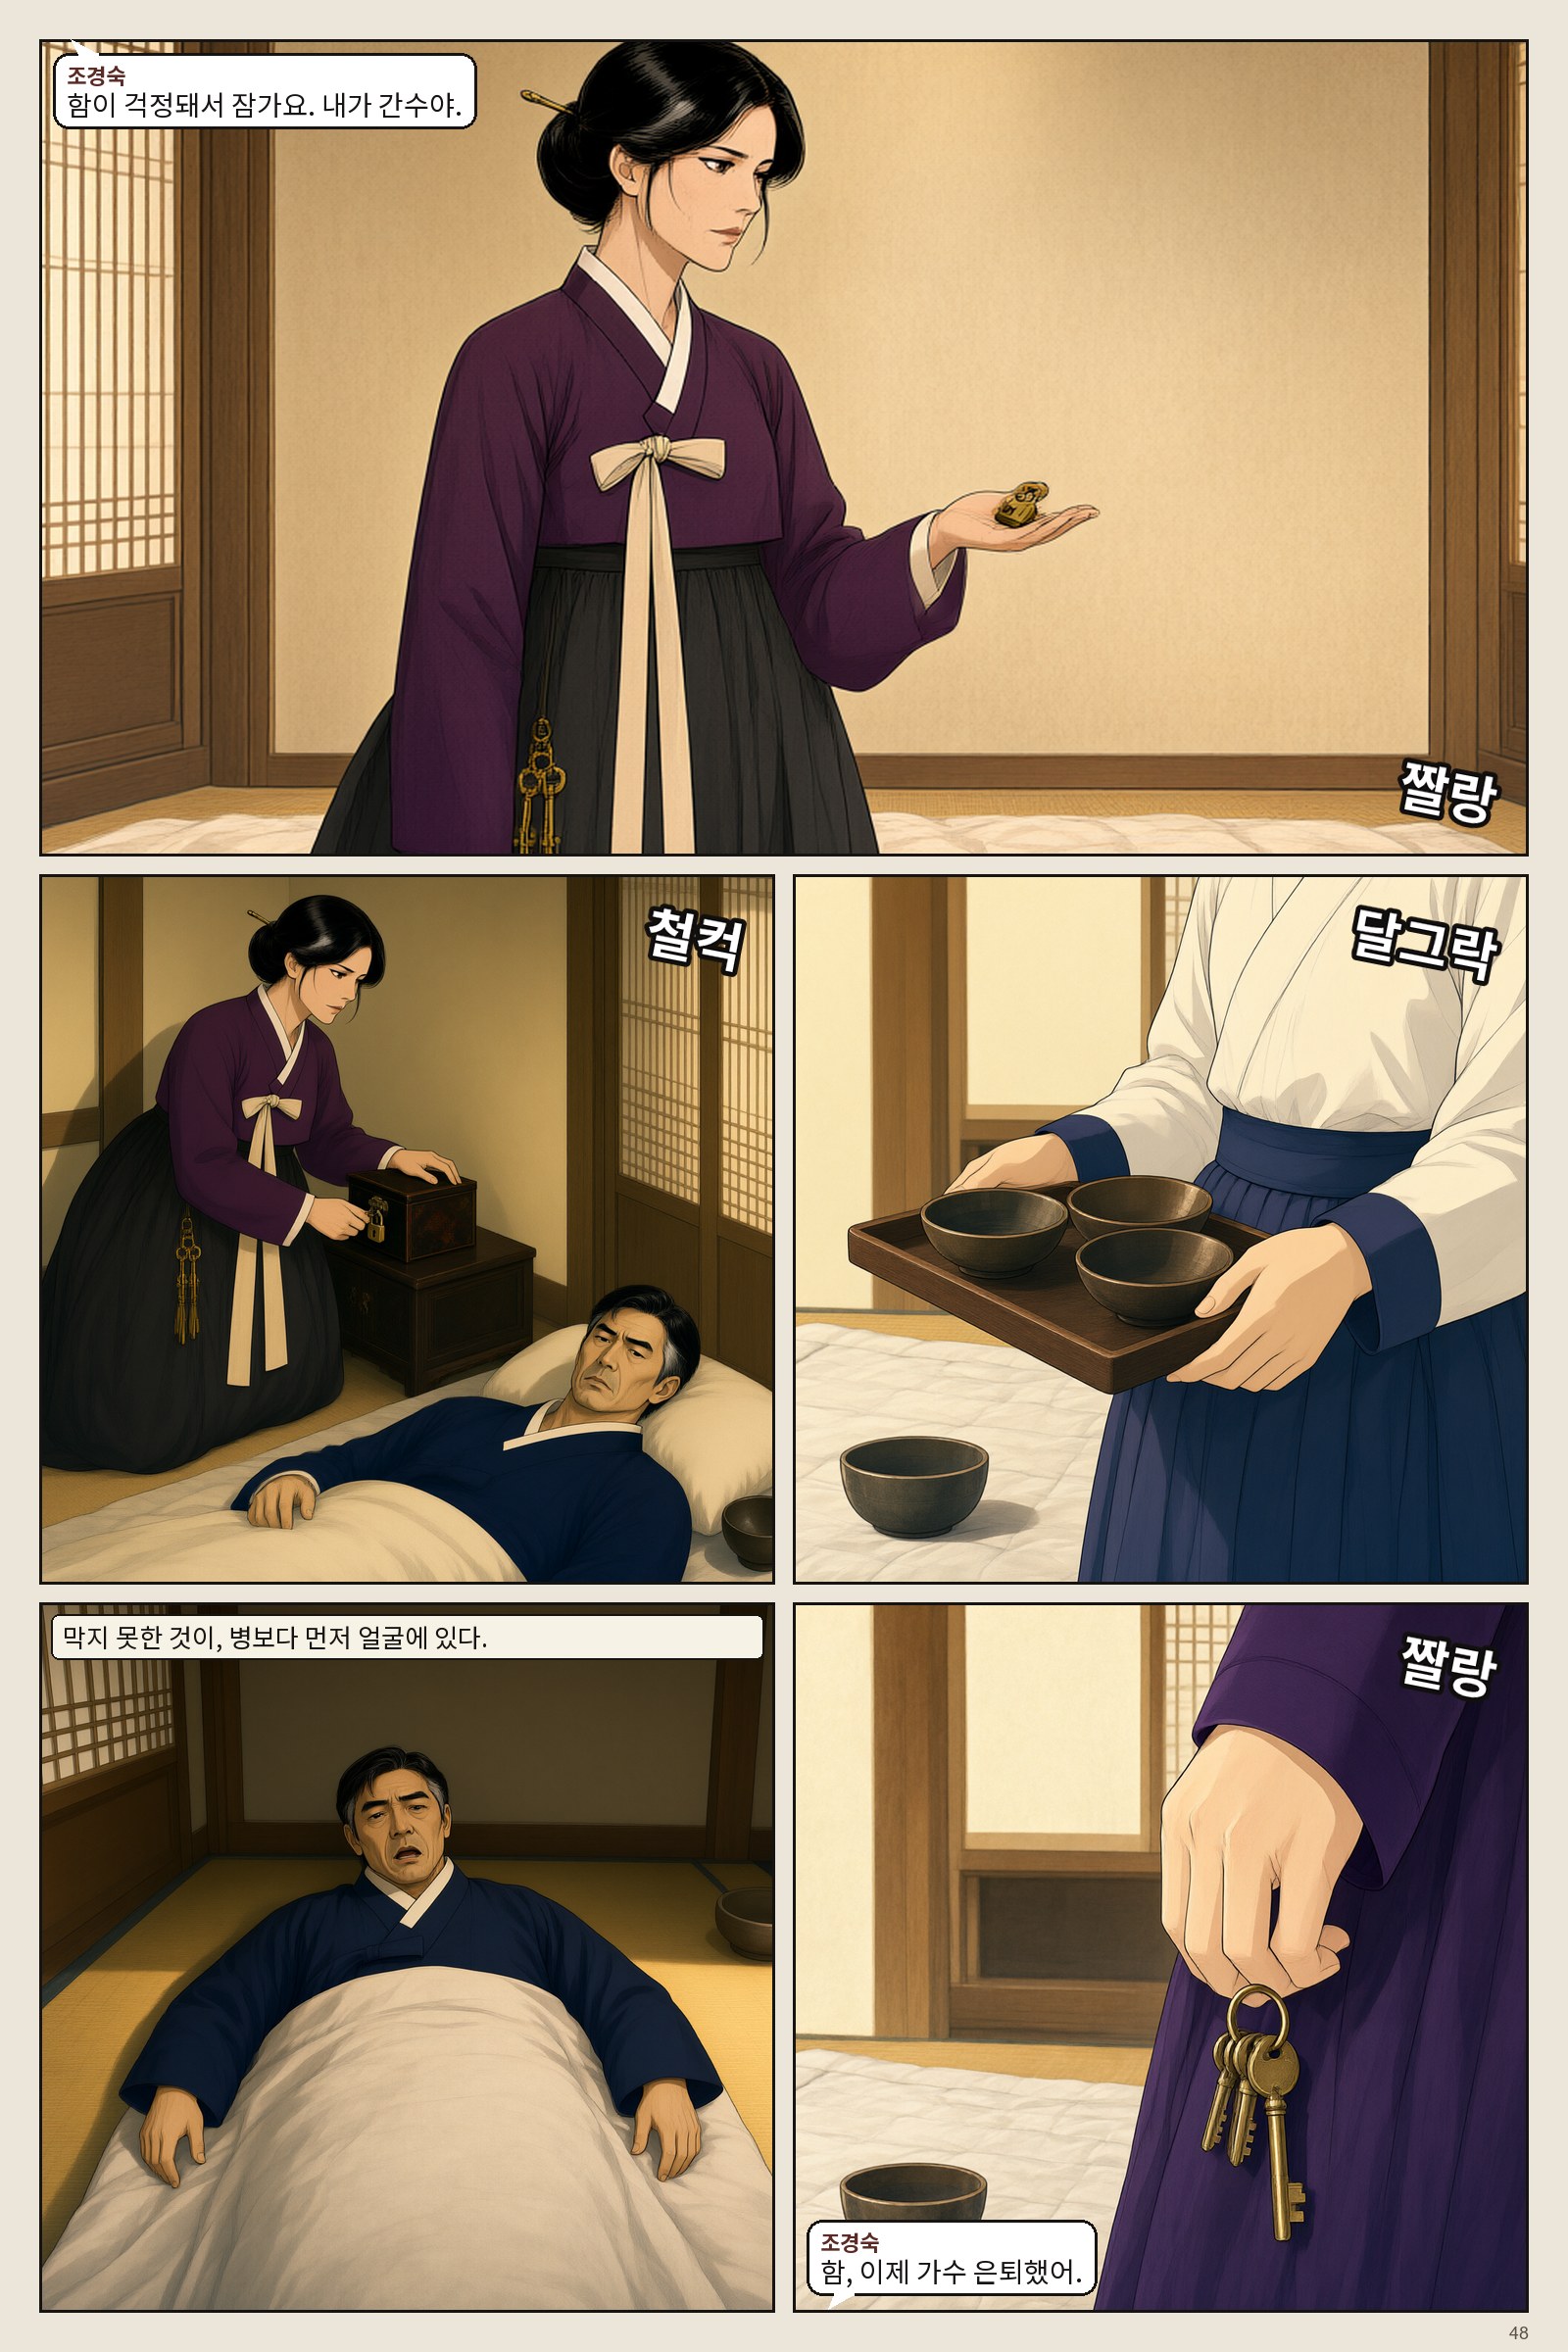 조경숙
함이 걱정돼서 잠가요. 내가 간수야.
짤랑
철컥
달그락
막지 못한 것이, 병보다 먼저 얼굴에 있다.
짤랑
조경숙
함, 이제 가수 은퇴했어.
48